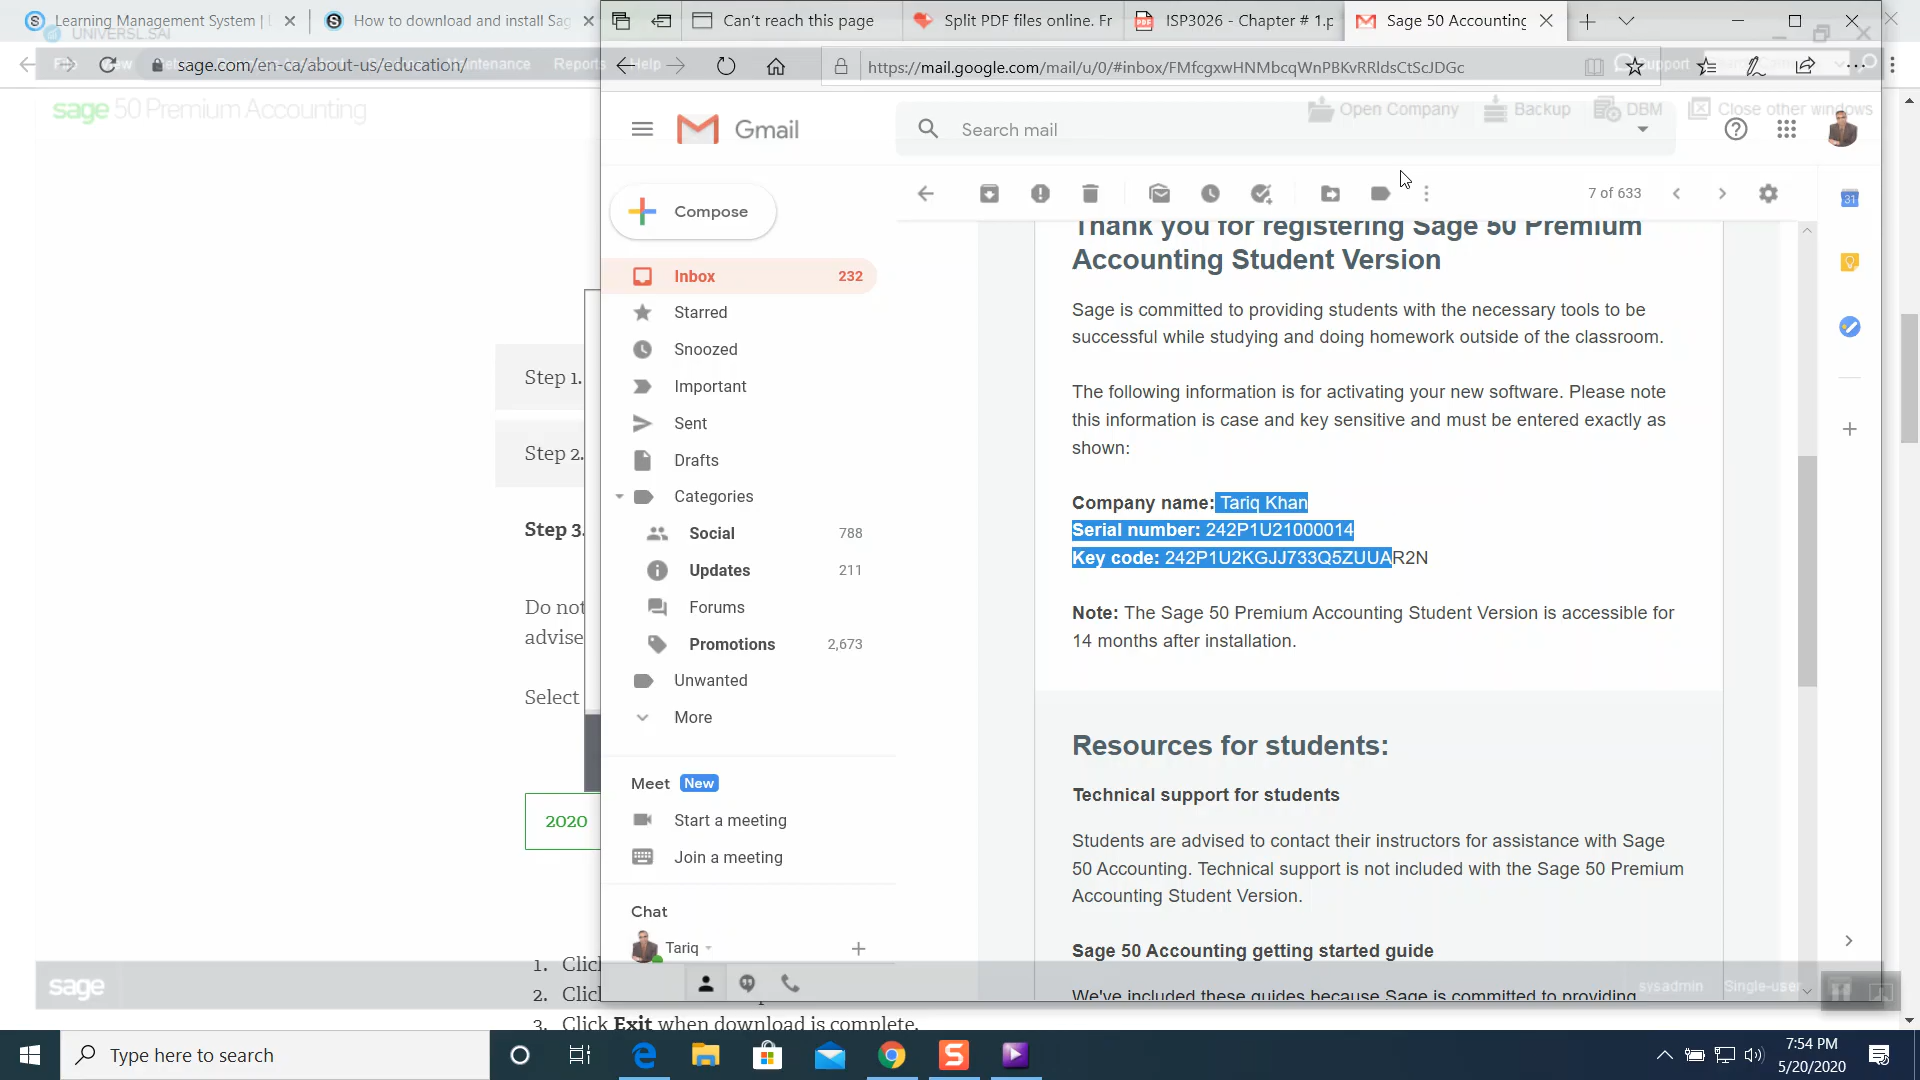 Learning Management System |
How to download and install Sag
Can't reach this page
Split PDF files online. Fr
ISP3026 - Chapter # 1.p
Sage 50 Accounting
UNIVERSL.SAI
sage.com/en-ca/about-us/education/
Maintenance
Reports
Help
https://mail.google.com/mail/u/0/#inbox/FMfcgxwHNMbcqWnPBKvRRldsCtScJDGc
Support
sage 50 Premium Accounting
Open Company
Backup
DBM
Close other windows
Gmail
Search mail
7 of 633
31
Compose
Inbox 232
Starred
Snoozed
Important
Sent
Drafts
Categories
Social 788
Updates 211
Forums
Promotions 2,673
Unwanted
More
Meet New
Start a meeting
Join a meeting
Chat
Tariq
Step 1.
Step 2.
Step 3.
Do not
advise
Select
2020
1. Clic
2. Clic
3. Click Exit when download is complete.
Thank you for registering Sage 50 Premium
Accounting Student Version
Sage is committed to providing students with the necessary tools to be
successful while studying and doing homework outside of the classroom.
The following information is for activating your new software. Please note
this information is case and key sensitive and must be entered exactly as
shown:
Company name: Tariq Khan
Serial number: 242P1U21000014
Key code: 242P1U2KGJJ733Q5ZUUAR2N
Note: The Sage 50 Premium Accounting Student Version is accessible for
14 months after installation.
Resources for students:
Technical support for students
Students are advised to contact their instructors for assistance with Sage
50 Accounting. Technical support is not included with the Sage 50 Premium
Accounting Student Version.
Sage 50 Accounting getting started guide
We've included these guides because Sage is committed to providing
sage
sysadmin
Single-user
Type here to search
7:54 PM
5/20/2020